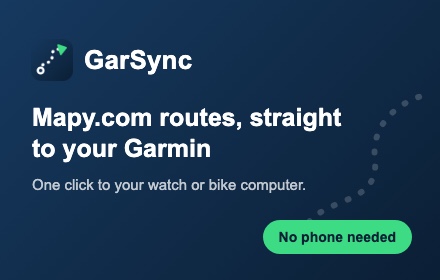 GarSync
Mapy.com routes, straight
to your Garmin
One click to your watch or bike computer.
No phone needed